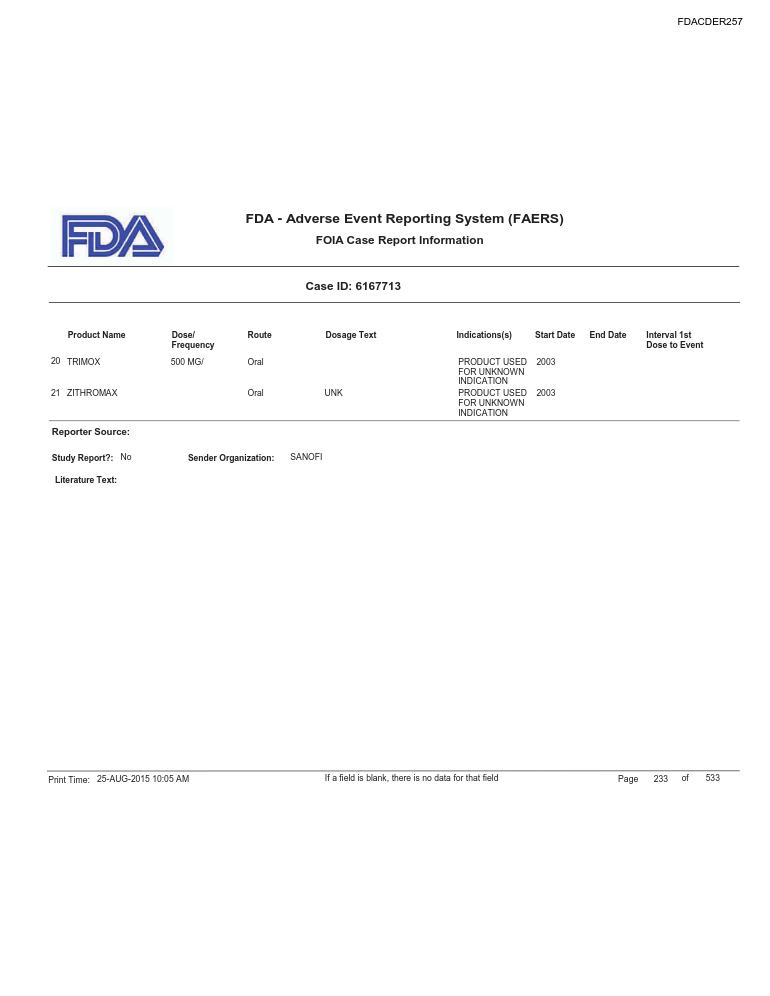 FDACDER257
FDA
FDA - Adverse Event Reporting System (FAERS)
FOIA Case Report Information
Case ID: 6167713
Product Name Dose/ Frequency Route Dosage Text Indications(s) Start Date End Date Interval 1st Dose to Event
20 TRIMOX 500 MG/ Oral PRODUCT USED 2003
FOR UNKNOWN
INDICATION
21 ZITHROMAX Oral UNK PRODUCT USED 2003
FOR UNKNOWN
INDICATION
Reporter Source:
Study Report?: No Sender Organization: SANOFI
Literature Text:
Print Time: 25-AUG-2015 10:05 AM If a field is blank, there is no data for that field Page 233 of 533